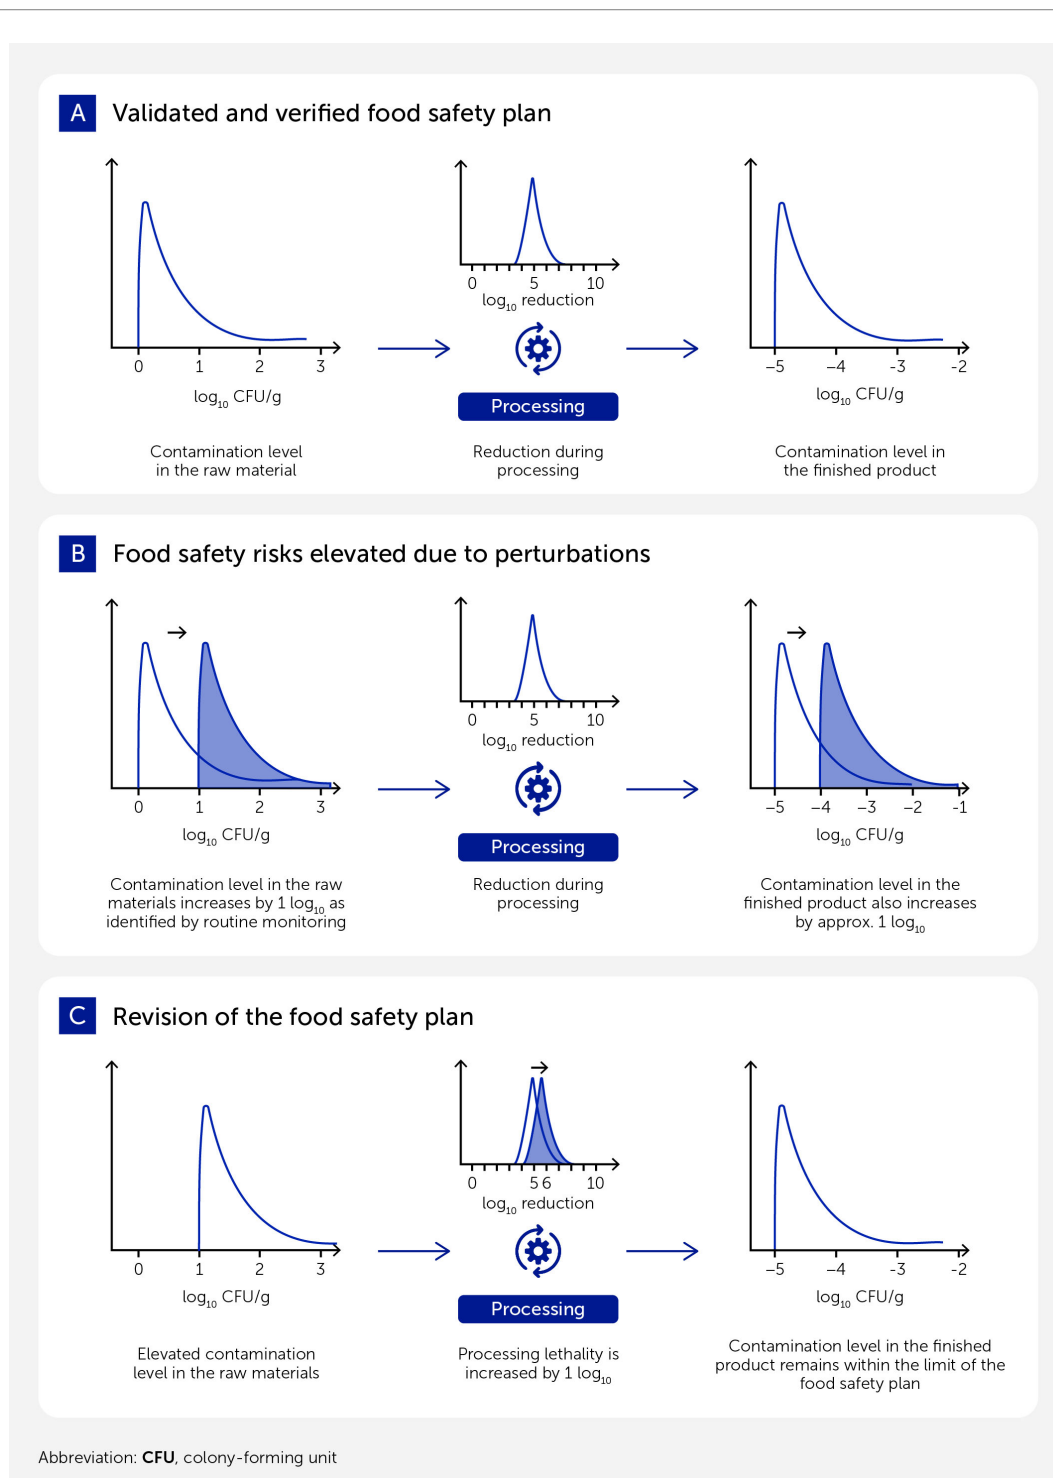 A Validated and verified food safety plan
0 5 10
log₁₀ reduction
0 1 2 3
log₁₀ CFU/g
Processing
−5 −4 -3 -2
log₁₀ CFU/g
Contamination level
in the raw material
Reduction during
processing
Contamination level in
the finished product
B Food safety risks elevated due to perturbations
0 5 10
log₁₀ reduction
0 1 2 3
log₁₀ CFU/g
Processing
−5 −4 −3 −2 -1
log₁₀ CFU/g
Contamination level in the raw
materials increases by 1 log₁₀ as
identified by routine monitoring
Reduction during
processing
Contamination level in the
finished product also increases
by approx. 1 log₁₀
C Revision of the food safety plan
0 5 6 10
log₁₀ reduction
0 1 2 3
log₁₀ CFU/g
Processing
−5 −4 -3 -2
log₁₀ CFU/g
Elevated contamination
level in the raw materials
Processing lethality is
increased by 1 log₁₀
Contamination level in the finished
product remains within the limit of the
food safety plan
Abbreviation: CFU, colony-forming unit